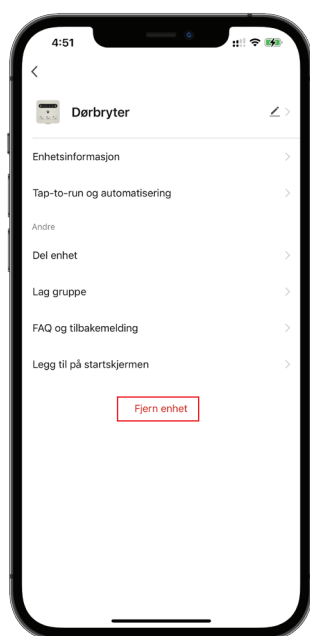 4:51
Dørbryter
Enhetsinformasjon
Tap-to-run og automatisering
Andre
Del enhet
Lag gruppe
FAQ og tilbakemelding
Legg til på startskjermen
Fjern enhet